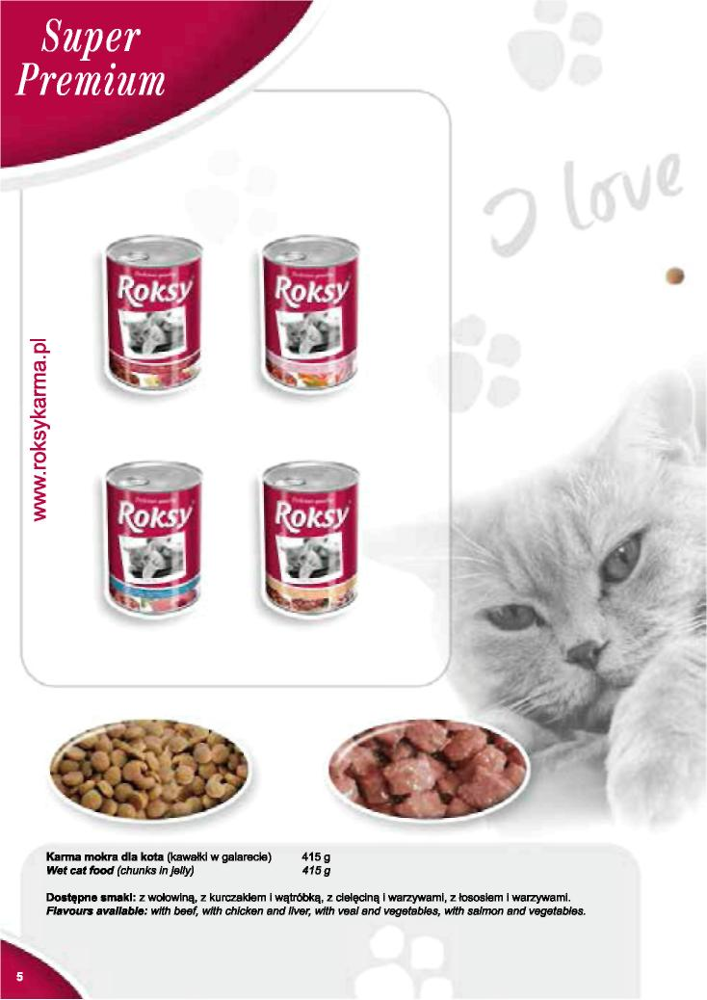 Super
Premium
I love
www.roksykarma.pl
Roksy
Roksy
Roksy
Roksy
Karma mokra dla kota (kawałki w galarecie) 415 g
Wet cat food (chunks in jelly) 415 g
Dostępne smaki: z wołowiną, z kurczakiem i wątróbką, z cielęciną i warzywami, z łososiem i warzywami.
Flavours available: with beef, with chicken and liver, with veal and vegetables, with salmon and vegetables.
5